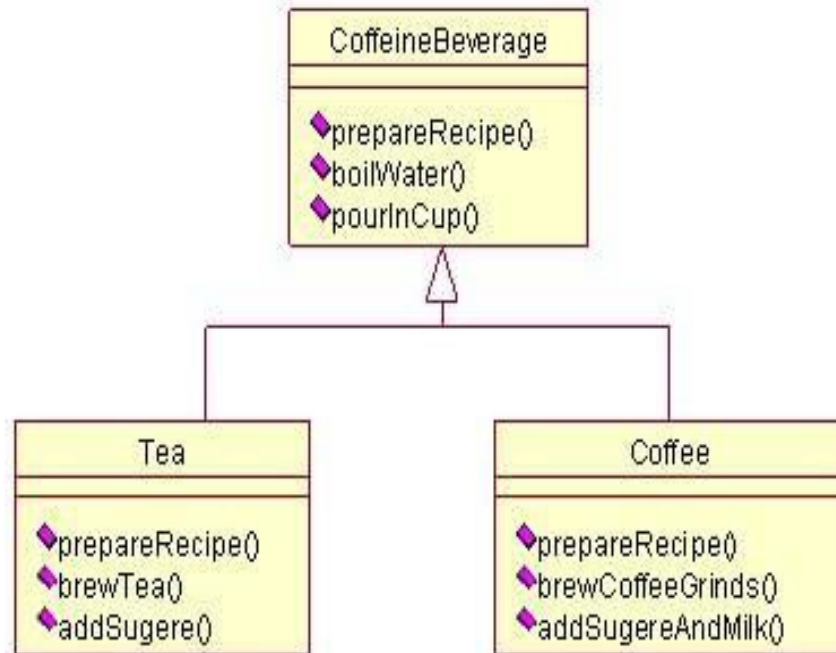 CoffeineBeverage
prepareRecipe()
boilWater()
pourInCup()
Tea
prepareRecipe()
brewTea()
addSugere()
Coffee
prepareRecipe()
brewCoffeeGrinds()
addSugereAndMilk()